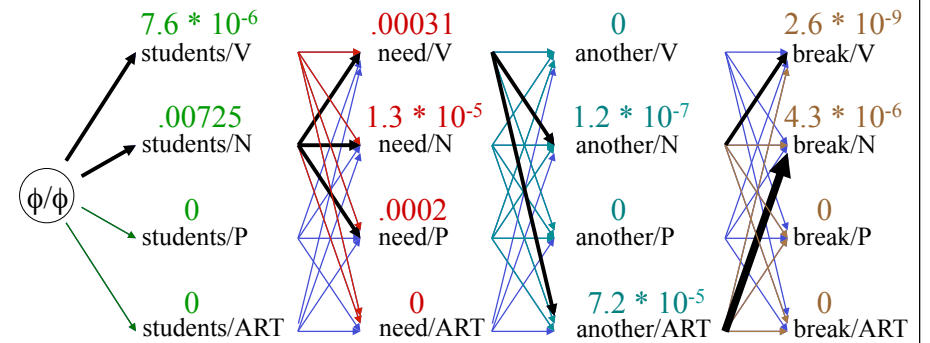 7.6 * 10-6 .00031 0 2.6 * 10-9
students/V need/V another/V break/V
.00725 1.3 * 10-5 1.2 * 10-7 4.3 * 10-6
students/N need/N another/N break/N
ϕ/ϕ
0 .0002 0 0
students/P need/P another/P break/P
0 0 7.2 * 10-5 0
students/ART need/ART another/ART break/ART